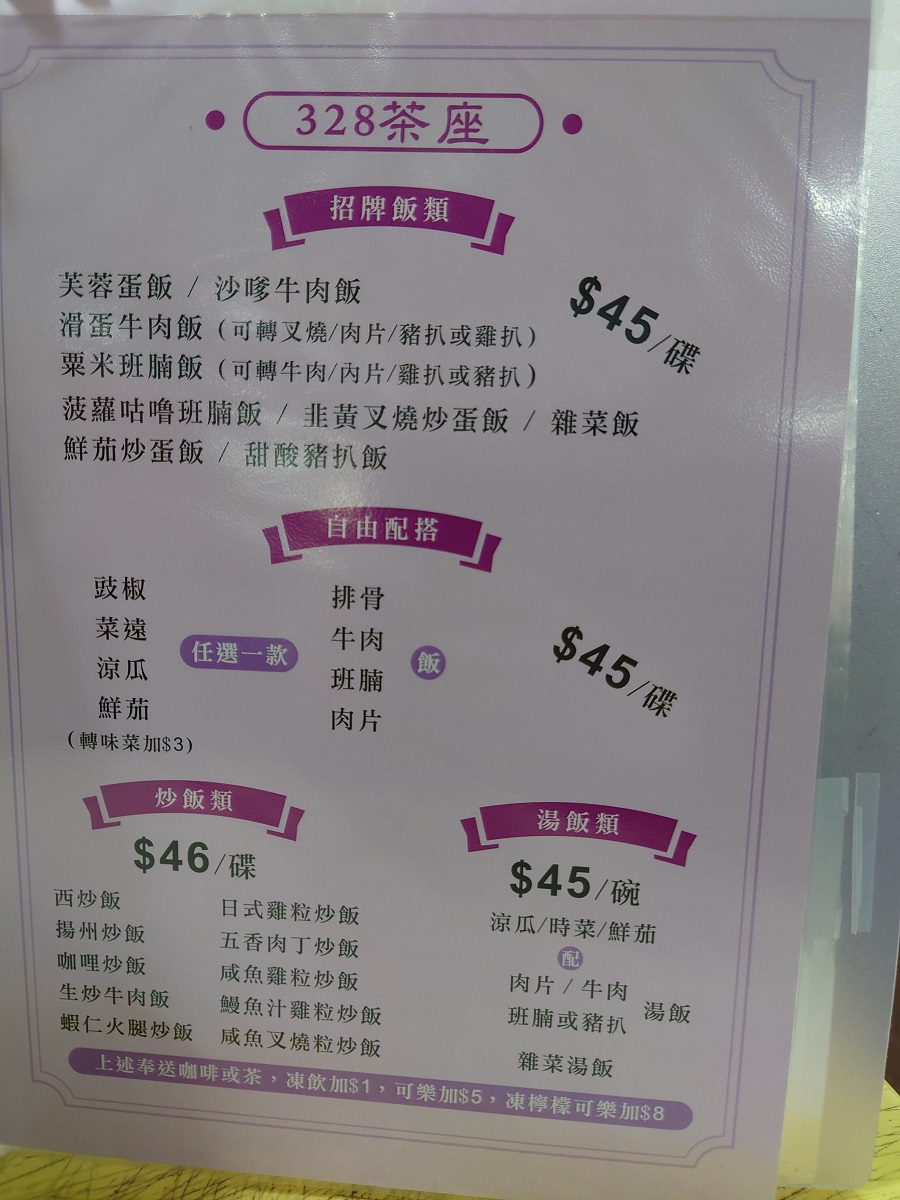 328茶座
招牌飯類
芙蓉蛋飯 / 沙嗲牛肉飯
滑蛋牛肉飯 (可轉叉燒/肉片/豬扒或雞扒)
粟米班腩飯 (可轉牛肉/內片/雞扒或豬扒)
菠蘿咕嚕班腩飯 / 韭黃叉燒炒蛋飯 / 雜菜飯
鮮茄炒蛋飯 / 甜酸豬扒飯
$45/碟
自由配搭
豉椒
菜遠
涼瓜
鮮茄
(轉味菜加$3)
任選一款
排骨
牛肉
班腩
肉片
飯
$45/碟
炒飯類
$46/碟
西炒飯
揚州炒飯
咖哩炒飯
生炒牛肉飯
蝦仁火腿炒飯
日式雞粒炒飯
五香肉丁炒飯
咸魚雞粒炒飯
鰻魚汁雞粒炒飯
咸魚叉燒粒炒飯
湯飯類
$45/碗
涼瓜/時菜/鮮茄
配
肉片 / 牛肉
班腩或豬扒
湯飯
雜菜湯飯
上述奉送咖啡或茶，凍飲加$1，可樂加$5，凍檸檬可樂加$8